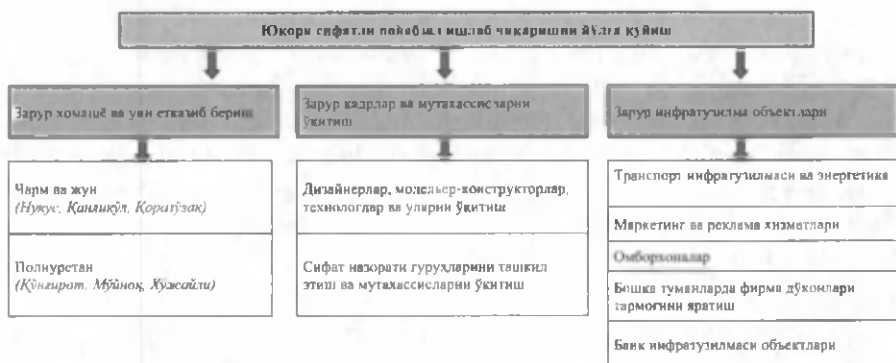 Юқори сифатли пойабзал ишлаб чиқаришни йўлга қўйиш
Зарур хомашё ва уни етказиб бериш
Зарур кадрлар ва мутахассисларни
ўқитиш
Зарур инфратузилма объектлари
Чарм ва жун
(Нукус, Қанликўл, Қораўзак)
Полиуретан
(Қўнғирот, Мўйноқ, Хўжайли)
Дизайнерлар, модельер-конструкторлар,
технологлар ва уларни ўқитиш
Сифат назорати гуруҳларини ташкил
этиш ва мутахассисларни ўқитиш
Транспорт инфратузилмаси ва энергетика
Маркетинг ва реклама хизматлари
Омборхоналар
Бошқа туманларда фирма дўконлари
тармоғини яратиш
Банк инфратузилмаси объектлари